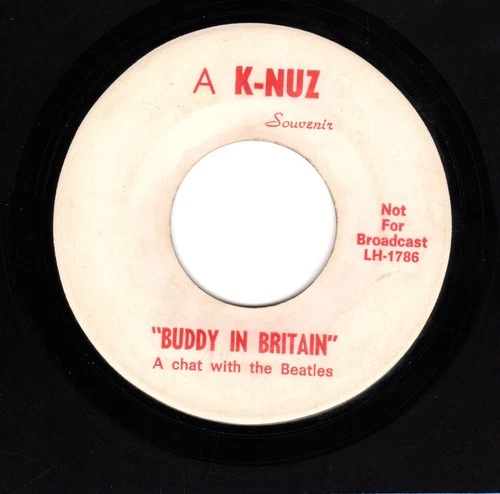 A K-NUZ
Souvenir
Not
For
Broadcast
LH-1786
"BUDDY IN BRITAIN"
A chat with the Beatles